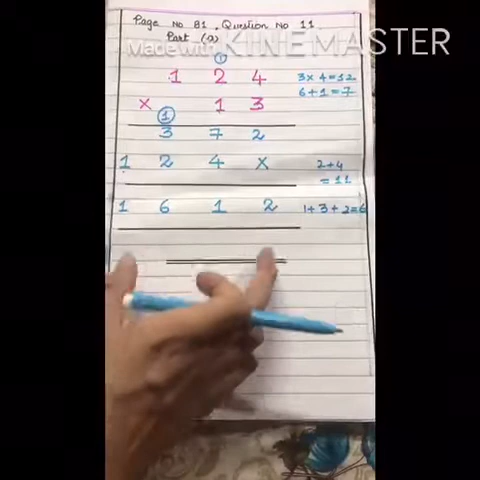 Page No 81, Question No 11
Part (a)
Made with KINEMASTER
1
1 2 4
3 x 4 = 12
6 + 1 = 7
x 1 3
1
3 7 2
1 2 4 x
2 + 4
= 11
1 6 1 2
1 + 3 + 2 = 6